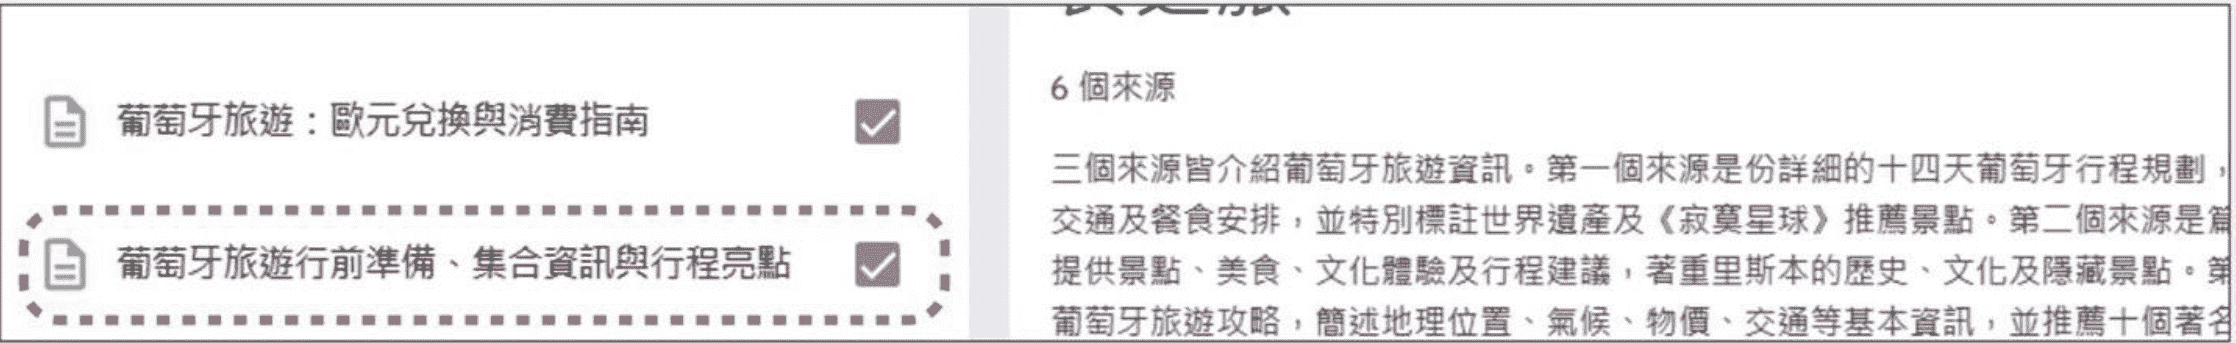 葡萄牙旅遊：歐元兌換與消費指南
葡萄牙旅遊行前準備、集合資訊與行程亮點
6 個來源
三個來源皆介紹葡萄牙旅遊資訊。第一個來源是份詳細的十四天葡萄牙行程規劃，
交通及餐食安排，並特別標註世界遺產及《寂寞星球》推薦景點。第二個來源是篇
提供景點、美食、文化體驗及行程建議，著重里斯本的歷史、文化及隱藏景點。第
葡萄牙旅遊攻略，簡述地理位置、氣候、物價、交通等基本資訊，並推薦十個著名